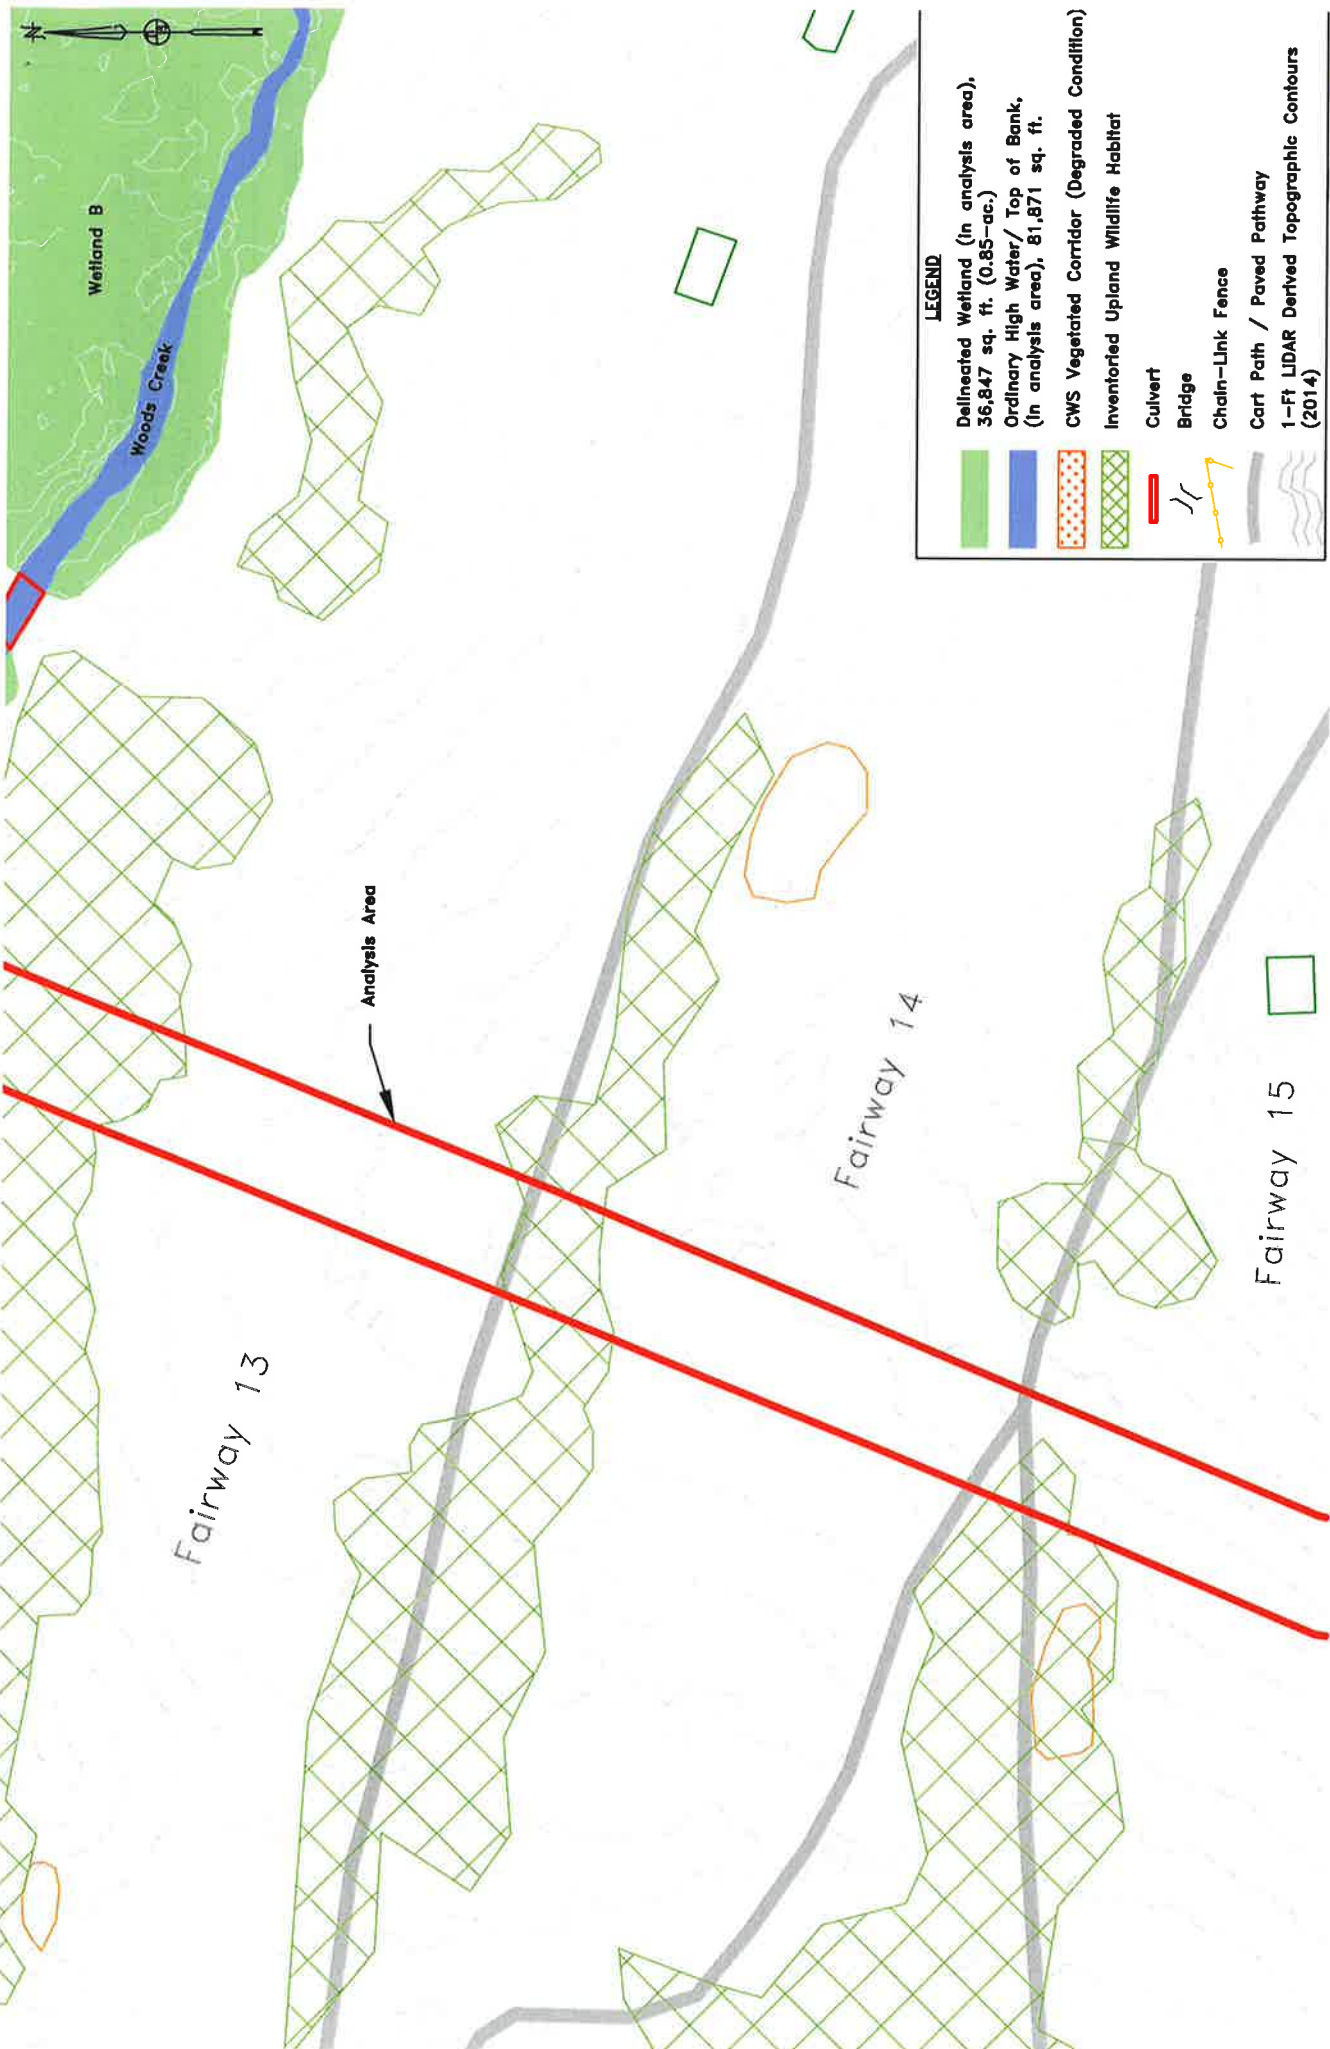 N
Wetland B
Woods Creek
Analysis Area
Fairway 13
Fairway 14
Fairway 15
LEGEND
Delineated Wetland (in analysis area),
36,847 sq. ft. (0.85-ac.)
Ordinary High Water/ Top of Bank,
(in analysis area), 81,871 sq. ft.
CWS Vegetated Corridor (Degraded Condition)
Inventoried Upland Wildlife Habitat
Culvert
Bridge
Chain-Link Fence
Cart Path / Paved Pathway
1-Ft LIDAR Derived Topographic Contours
(2014)